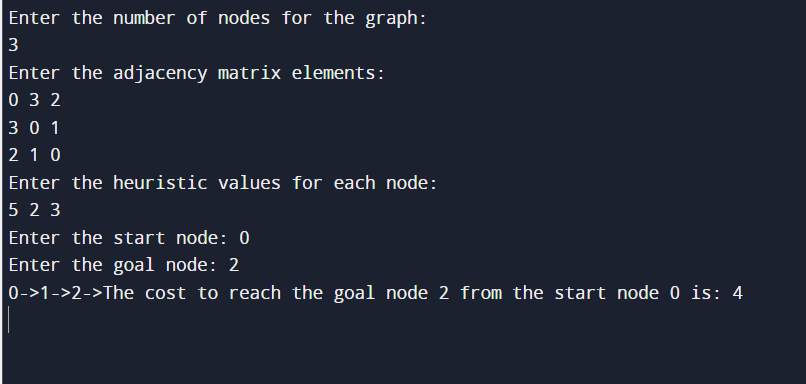 Enter the number of nodes for the graph:
3
Enter the adjacency matrix elements:
0 3 2
3 0 1
2 1 0
Enter the heuristic values for each node:
5 2 3
Enter the start node: 0
Enter the goal node: 2
0->1->2->The cost to reach the goal node 2 from the start node 0 is: 4